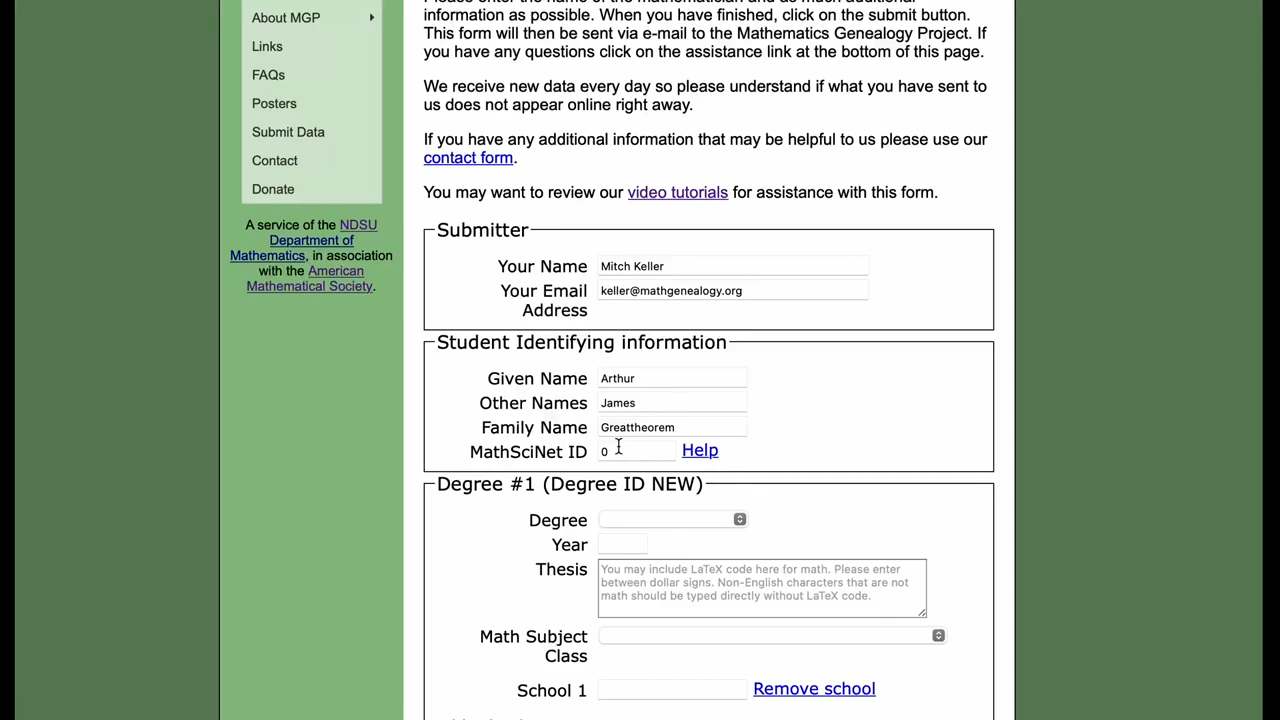 About MGP
Links
FAQs
Posters
Submit Data
Contact
Donate
A service of the NDSU
Department of
Mathematics, in association
with the American
Mathematical Society.
information as possible. When you have finished, click on the submit button.
This form will then be sent via e-mail to the Mathematics Genealogy Project. If
you have any questions click on the assistance link at the bottom of this page.
We receive new data every day so please understand if what you have sent to
us does not appear online right away.
If you have any additional information that may be helpful to us please use our
contact form.
You may want to review our video tutorials for assistance with this form.
Submitter
Your Name Mitch Keller
Your Email keller@mathgenealogy.org
Address
Student Identifying information
Given Name Arthur
Other Names James
Family Name Greattheorem
MathSciNet ID 0 Help
Degree #1 (Degree ID NEW)
Degree
Year
Thesis You may include LaTeX code here for math. Please enter
between dollar signs. Non-English characters that are not
math should be typed directly without LaTeX code.
Math Subject
Class
School 1 Remove school